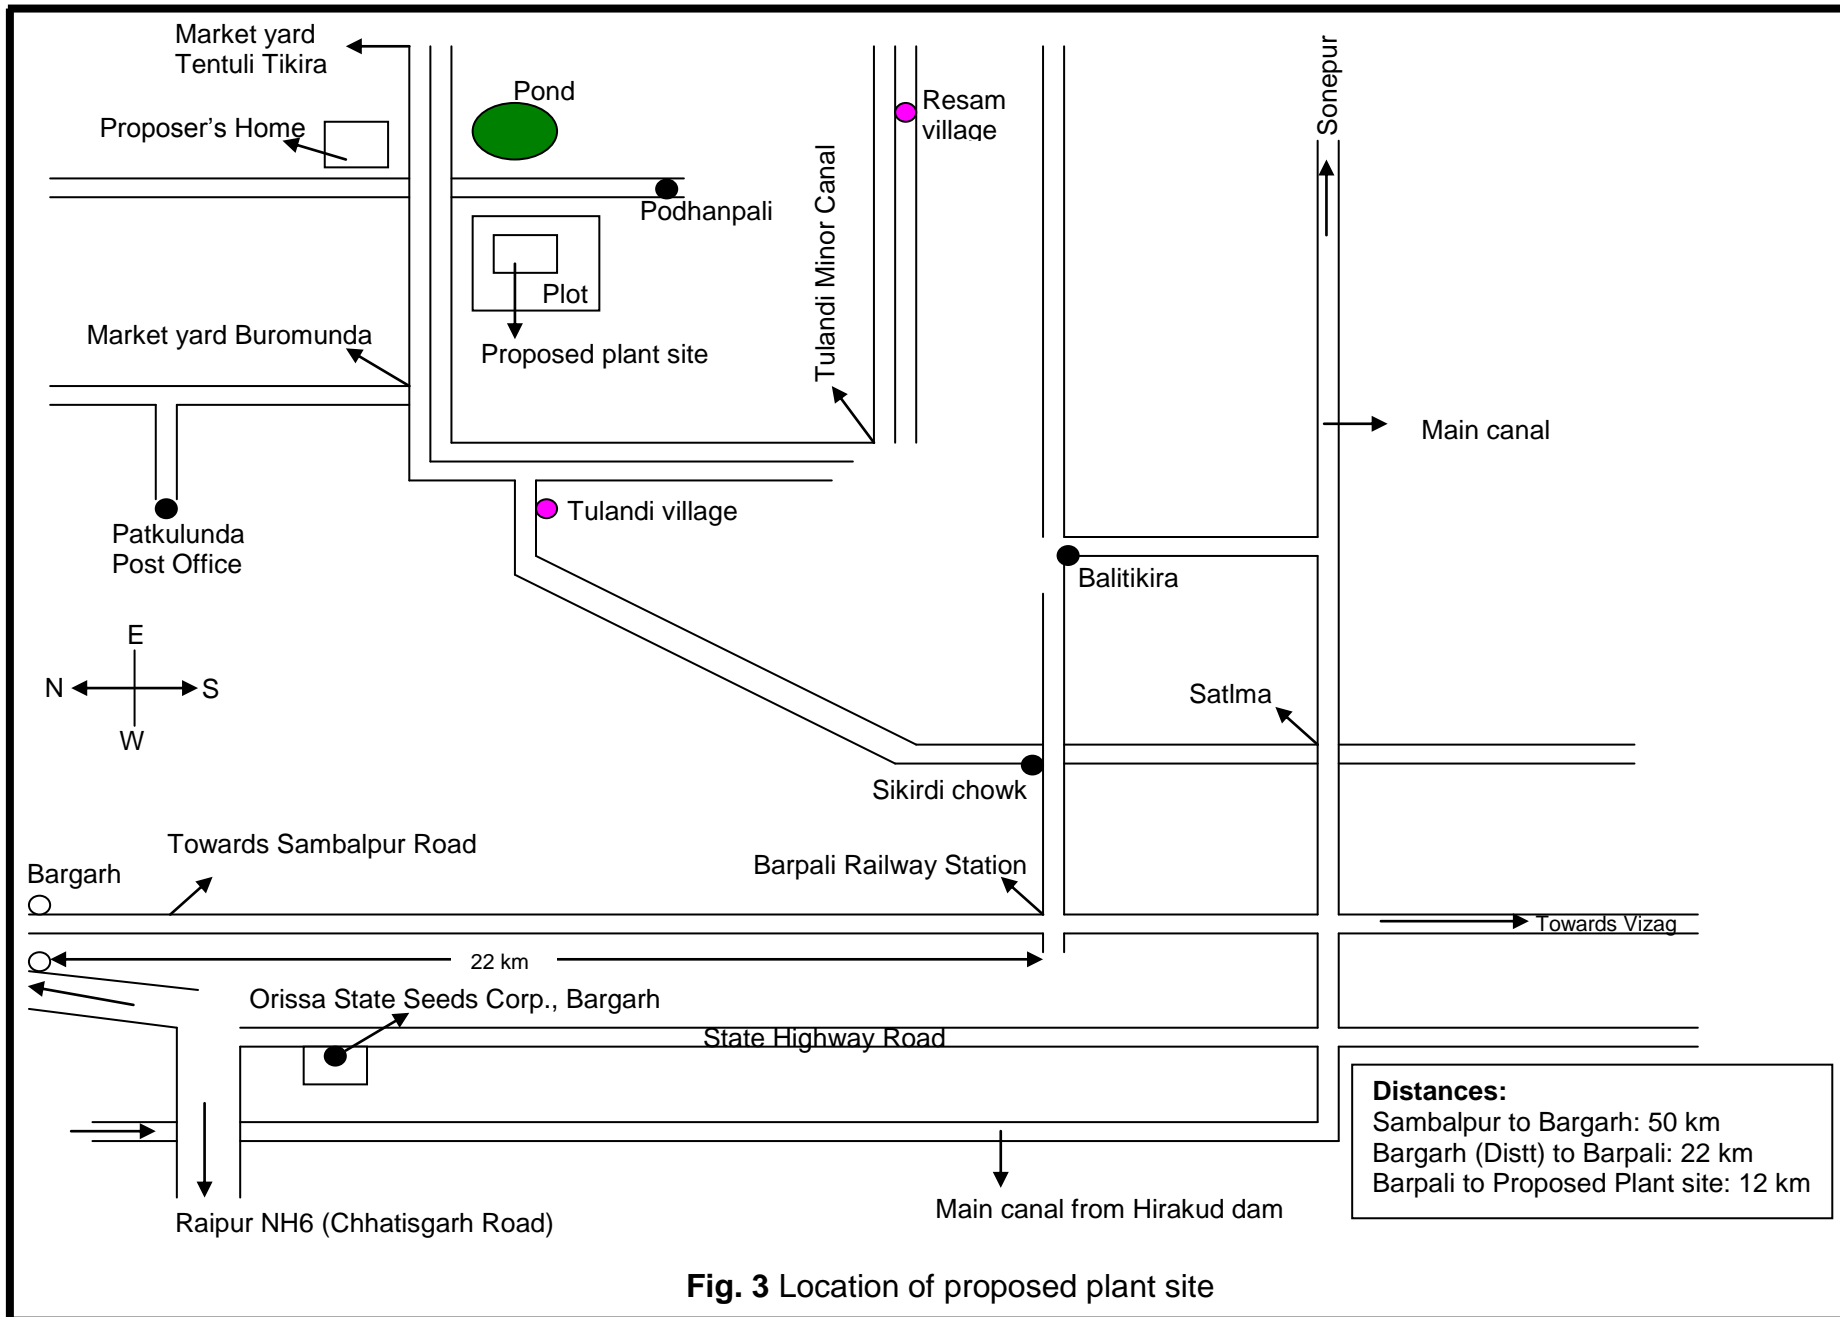 Market yard
Tentuli Tikira
Pond
Proposer's Home
Resam
village
Sonepur
Podhanpali
Tulandi Minor Canal
Plot
Market yard Buromunda
Proposed plant site
Main canal
Tulandi village
Patkulunda
Post Office
Balitikira
E
N
S
W
Satlma
Sikirdi chowk
Towards Sambalpur Road
Barpali Railway Station
Bargarh
Towards Vizag
22 km
Orissa State Seeds Corp., Bargarh
State Highway Road
Distances:
Sambalpur to Bargarh: 50 km
Bargarh (Distt) to Barpali: 22 km
Barpali to Proposed Plant site: 12 km
Main canal from Hirakud dam
Raipur NH6 (Chhatisgarh Road)
Fig. 3 Location of proposed plant site